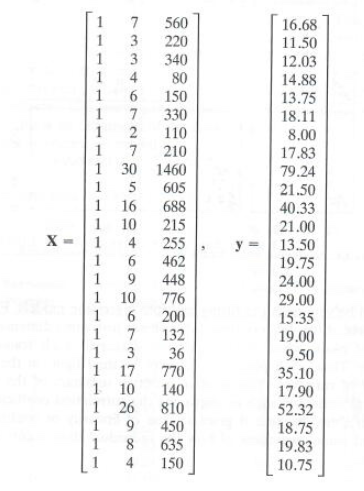 1 7 560 16.68
1 3 220 11.50
1 3 340 12.03
1 4 80 14.88
1 6 150 13.75
1 7 330 18.11
1 2 110 8.00
1 7 210 17.83
1 30 1460 79.24
1 5 605 21.50
1 16 688 40.33
1 10 215 21.00
X = 1 4 255 , y = 13.50
1 6 462 19.75
1 9 448 24.00
1 10 776 29.00
1 6 200 15.35
1 7 132 19.00
1 3 36 9.50
1 17 770 35.10
1 10 140 17.90
1 26 810 52.32
1 9 450 18.75
1 8 635 19.83
1 4 150 10.75